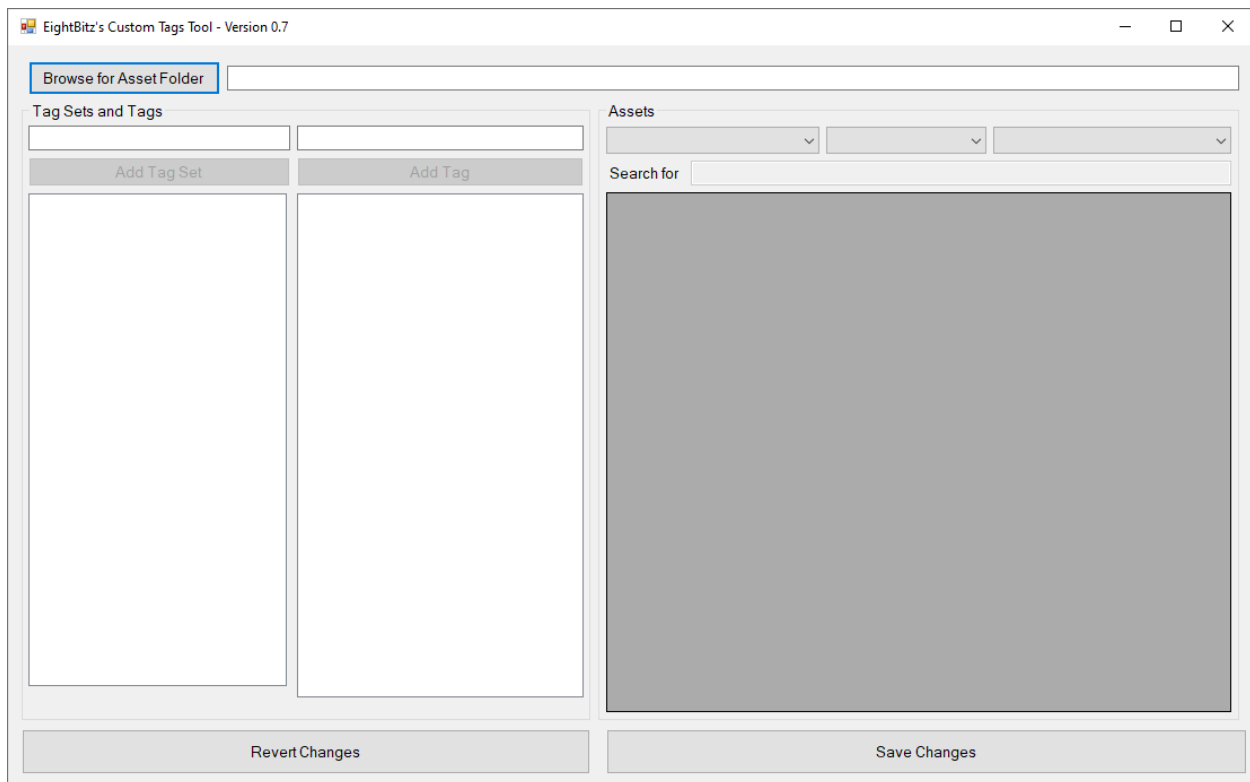 EightBitz's Custom Tags Tool - Version 0.7
Browse for Asset Folder
Tag Sets and Tags
Add Tag Set
Add Tag
Assets
Search for
Revert Changes
Save Changes